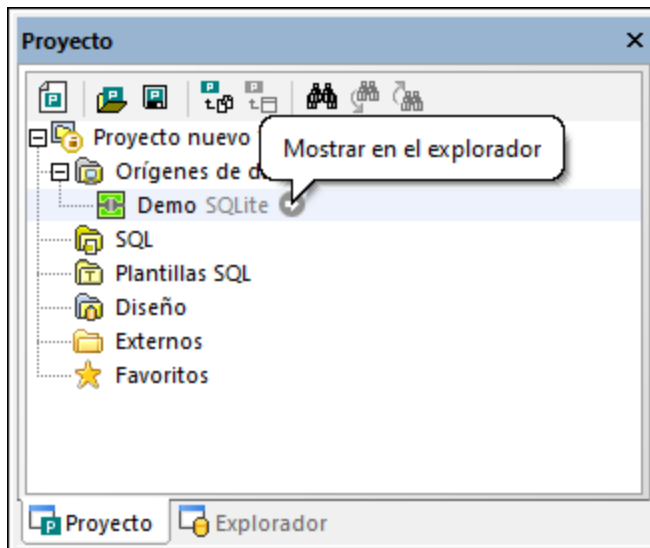 Proyecto
Proyecto nuevo
Mostrar en el explorador
Orígenes de d
Demo SQLite
SQL
Plantillas SQL
Diseño
Externos
Favoritos
Proyecto
Explorador